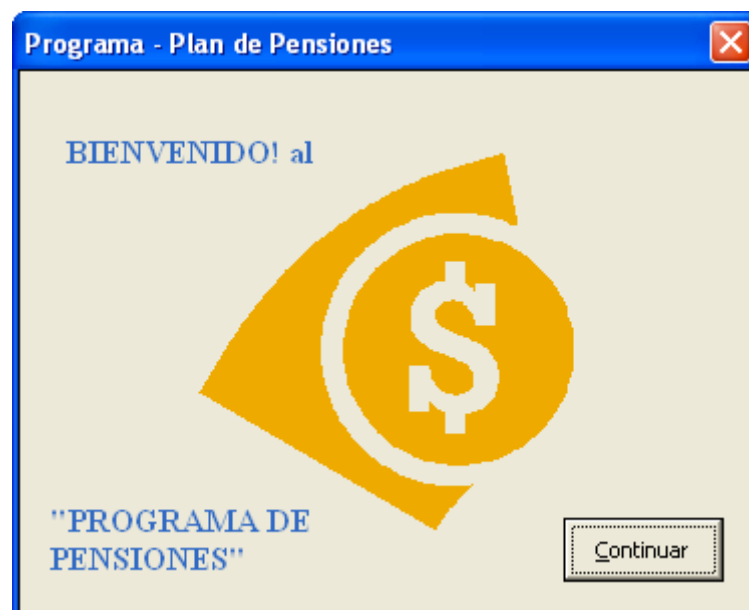 Programa - Plan de Pensiones
BIENVENIDO! al
$
"PROGRAMA DE
PENSIONES"
Continuar